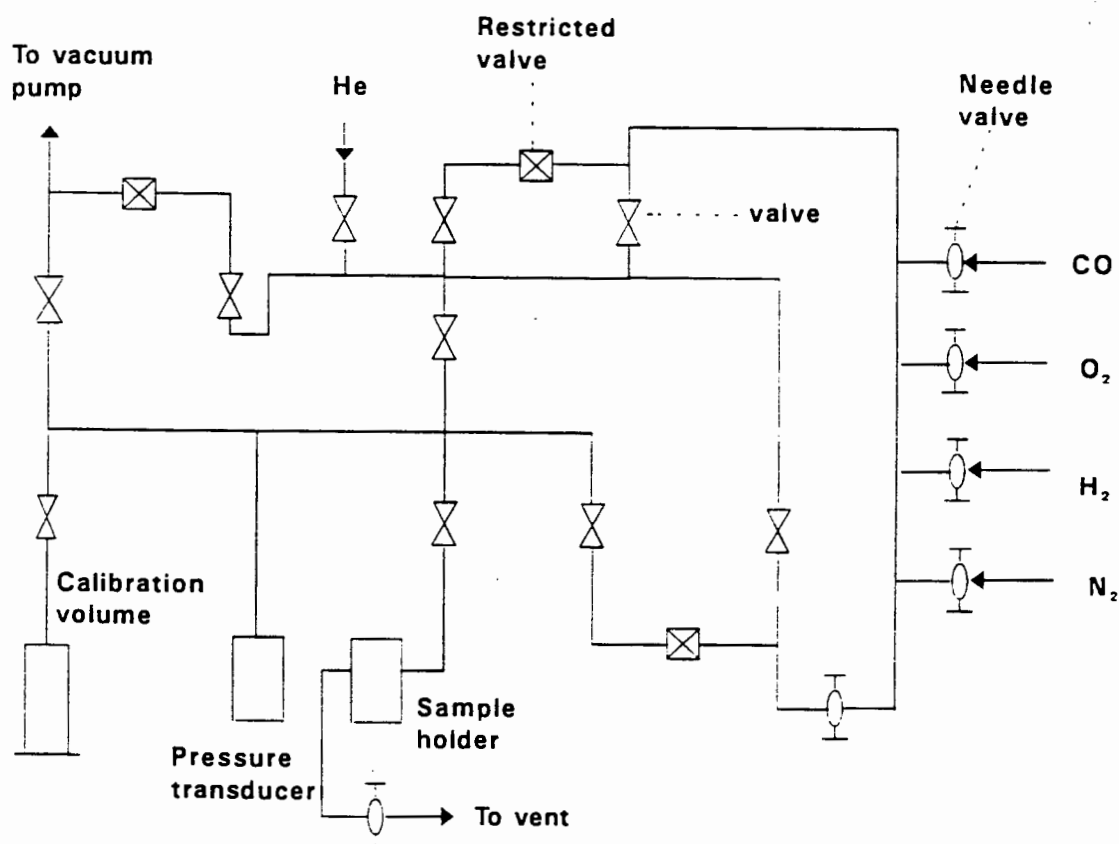 Restricted
valve
To vacuum
pump
He
Needle
valve
valve
CO
O₂
H₂
N₂
Calibration
volume
Sample
holder
Pressure
transducer
To vent